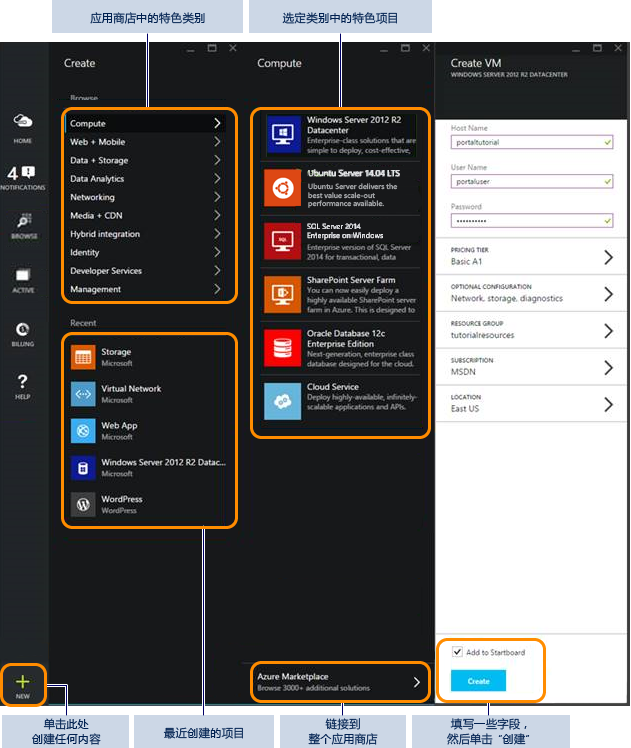 应用商店中的特色类别
选定类别中的特色项目
HOME
4
NOTIFICATIONS
BROWSE
ACTIVE
BILLING
?
HELP
NEW
Create
Browse
Compute
Web + Mobile
Data + Storage
Data Analytics
Networking
Media + CDN
Hybrid integration
Identity
Developer Services
Management
Recent
Storage
Microsoft
Virtual Network
Microsoft
Web App
Microsoft
Windows Server 2012 R2 Datac...
Microsoft
WordPress
WordPress
Compute
Windows Server 2012 R2
Datacenter
Enterprise-class solutions that are
simple to deploy, cost-effective,
Ubuntu Server 14.04 LTS
Ubuntu Server delivers the
best value scale-out
performance available.
SQL
SQL Server 2014
Enterprise on Windows
Enterprise version of SQL Server
2014 for transactional, data
SharePoint Server Farm
You can now easily deploy a
highly available SharePoint server
farm in Azure. This is designed to
Oracle Database 12c
Enterprise Edition
Next-generation, enterprise class
database designed for the cloud.
Cloud Service
Deploy highly-available, infinitely-
scalable applications and APIs.
Azure Marketplace
Browse 3000+ additional solutions
Create VM
WINDOWS SERVER 2012 R2 DATACENTER
Host Name
portaltutorial
User Name
portaluser
Password
••••••••••
PRICING TIER
Basic A1
OPTIONAL CONFIGURATION
Network, storage, diagnostics
RESOURCE GROUP
tutorialresources
SUBSCRIPTION
MSDN
LOCATION
East US
Add to Startboard
Create
单击此处
创建任何内容
最近创建的项目
链接到
整个应用商店
填写一些字段，
然后单击“创建”